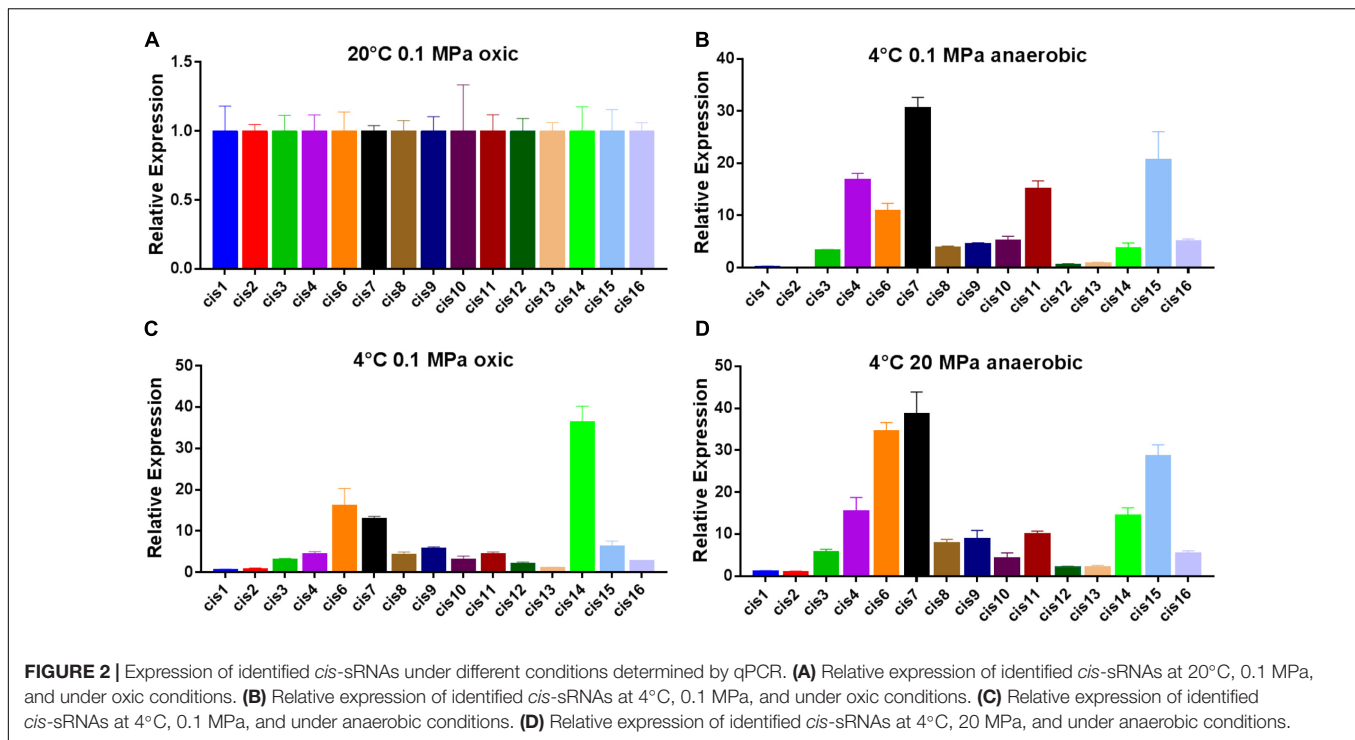 A
20°C 0.1 MPa oxic
Relative Expression
1.5
1.0
0.5
0.0
cis1 cis2 cis3 cis4 cis6 cis7 cis8 cis9 cis10 cis11 cis12 cis13 cis14 cis15 cis16
B
4°C 0.1 MPa anaerobic
Relative Expression
40
30
20
10
0
cis1 cis2 cis3 cis4 cis6 cis7 cis8 cis9 cis10 cis11 cis12 cis13 cis14 cis15 cis16
C
4°C 0.1 MPa oxic
Relative Expression
50
40
30
20
10
0
cis1 cis2 cis3 cis4 cis6 cis7 cis8 cis9 cis10 cis11 cis12 cis13 cis14 cis15 cis16
D
4°C 20 MPa anaerobic
Relative Expression
50
40
30
20
10
0
cis1 cis2 cis3 cis4 cis6 cis7 cis8 cis9 cis10 cis11 cis12 cis13 cis14 cis15 cis16
FIGURE 2 | Expression of identified cis-sRNAs under different conditions determined by qPCR. (A) Relative expression of identified cis-sRNAs at 20°C, 0.1 MPa,
and under oxic conditions. (B) Relative expression of identified cis-sRNAs at 4°C, 0.1 MPa, and under oxic conditions. (C) Relative expression of identified
cis-sRNAs at 4°C, 0.1 MPa, and under anaerobic conditions. (D) Relative expression of identified cis-sRNAs at 4°C, 20 MPa, and under anaerobic conditions.